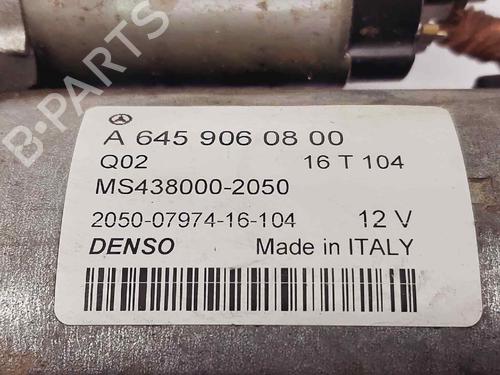 A 645 906 08 00
Q02 16 T 104
MS438000-2050
2050-07974-16-104 12 V
DENSO Made in ITALY
B-PARTS